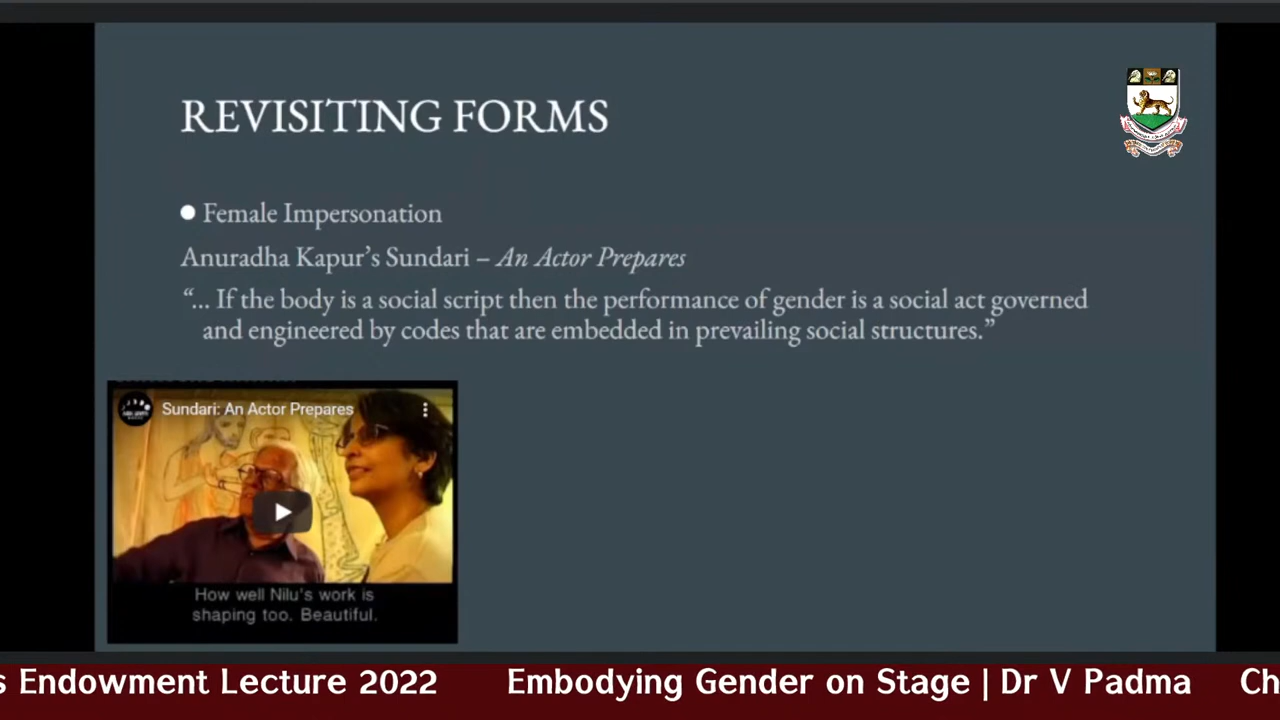 REVISITING FORMS
● Female Impersonation
Anuradha Kapur’s Sundari – An Actor Prepares
“... If the body is a social script then the performance of gender is a social act governed
and engineered by codes that are embedded in prevailing social structures.”
Sundari: An Actor Prepares
How well Nilu's work is
shaping too. Beautiful.
s Endowment Lecture 2022 Embodying Gender on Stage | Dr V Padma Ch